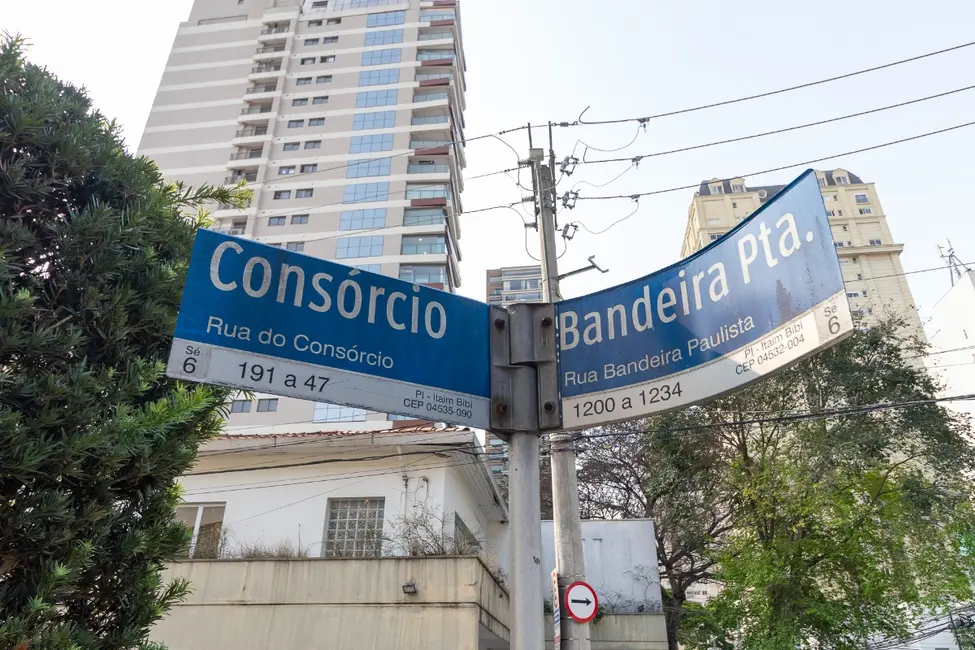 Consórcio
Rua do Consórcio
Sé
6
191 a 47
PI - Itaim Bibi
CEP 04535-090
Bandeira Pta.
Rua Bandeira Paulista
1200 a 1234
PI - Itaim Bibi
CEP 04532-004
Sé
6